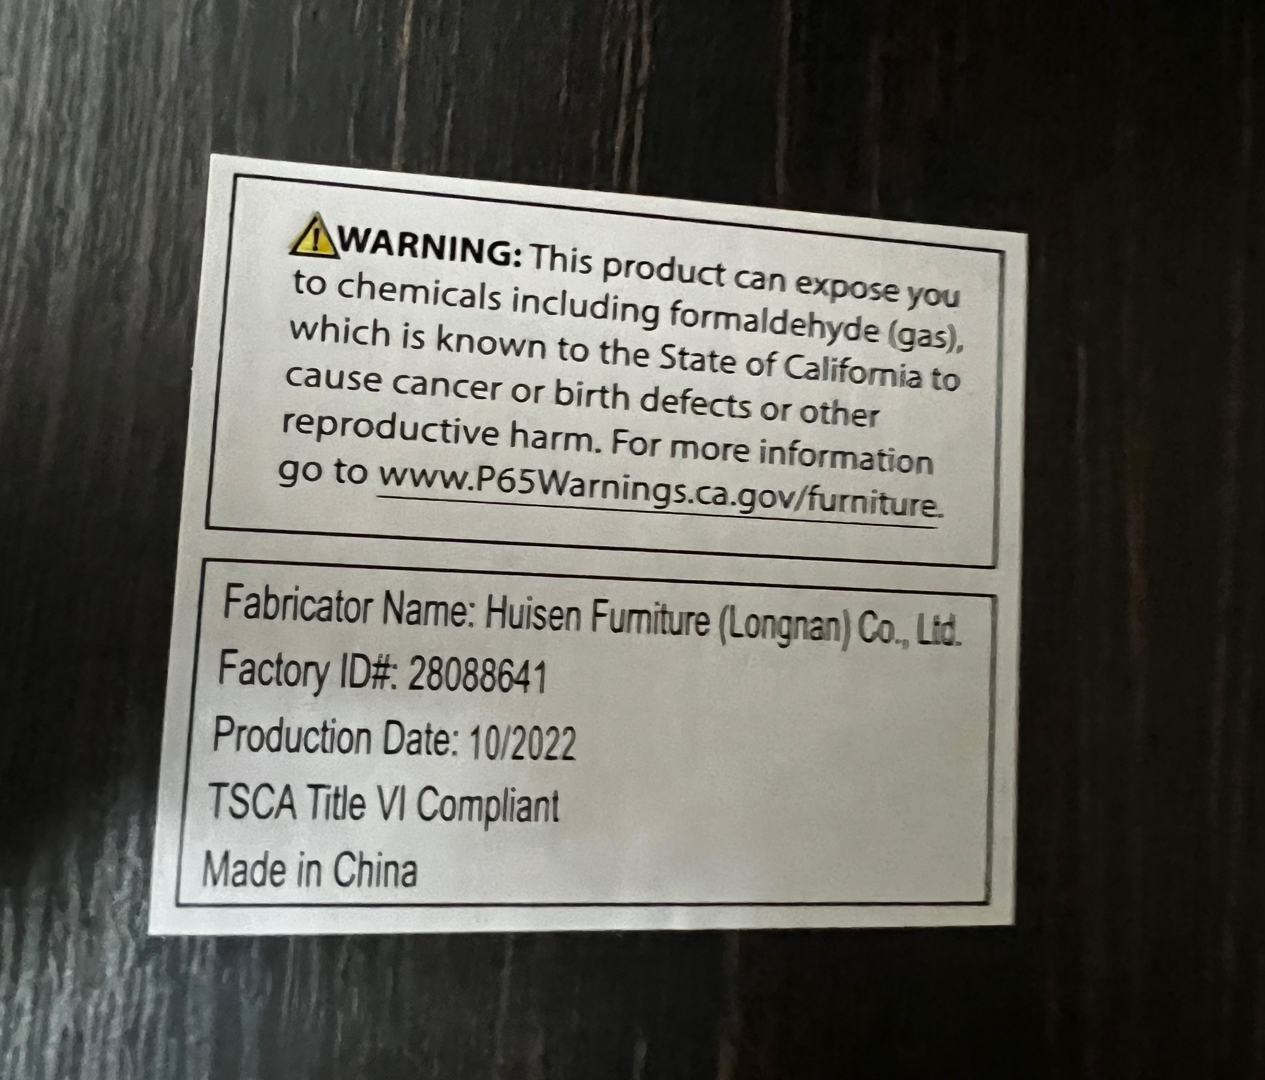 WARNING: This product can expose you
to chemicals including formaldehyde (gas),
which is known to the State of California to
cause cancer or birth defects or other
reproductive harm. For more information
go to www.P65Warnings.ca.gov/furniture.
Fabricator Name: Huisen Furniture (Longnan) Co., Ltd.
Factory ID#: 28088641
Production Date: 10/2022
TSCA Title VI Compliant
Made in China